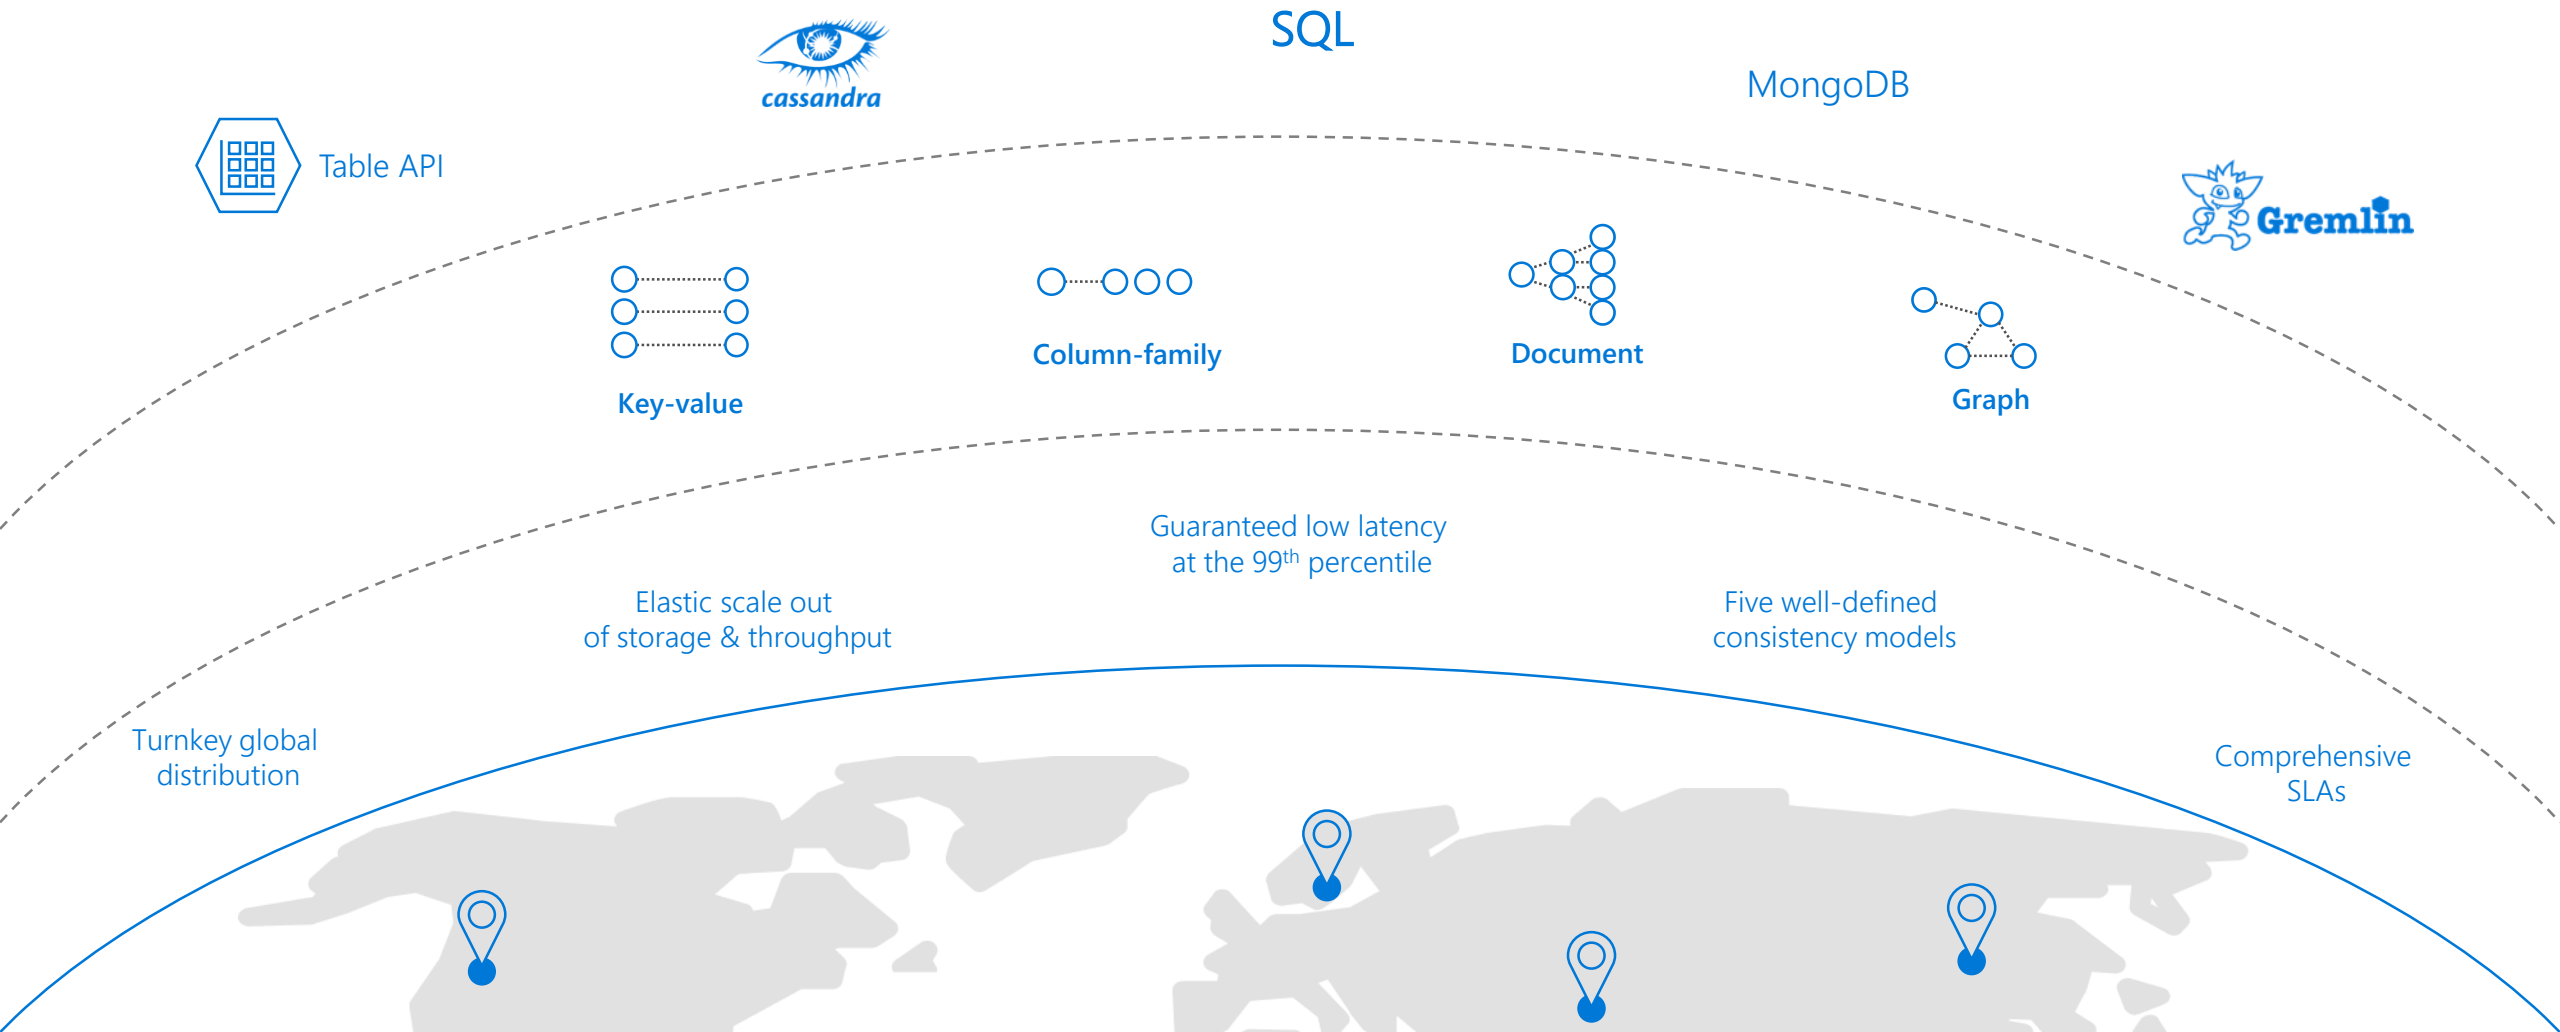 SQL
cassandra
MongoDB
Table API
Gremlin
Key-value
Column-family
Document
Graph
Guaranteed low latency
at the 99th percentile
Elastic scale out
of storage & throughput
Five well-defined
consistency models
Turnkey global
distribution
Comprehensive
SLAs